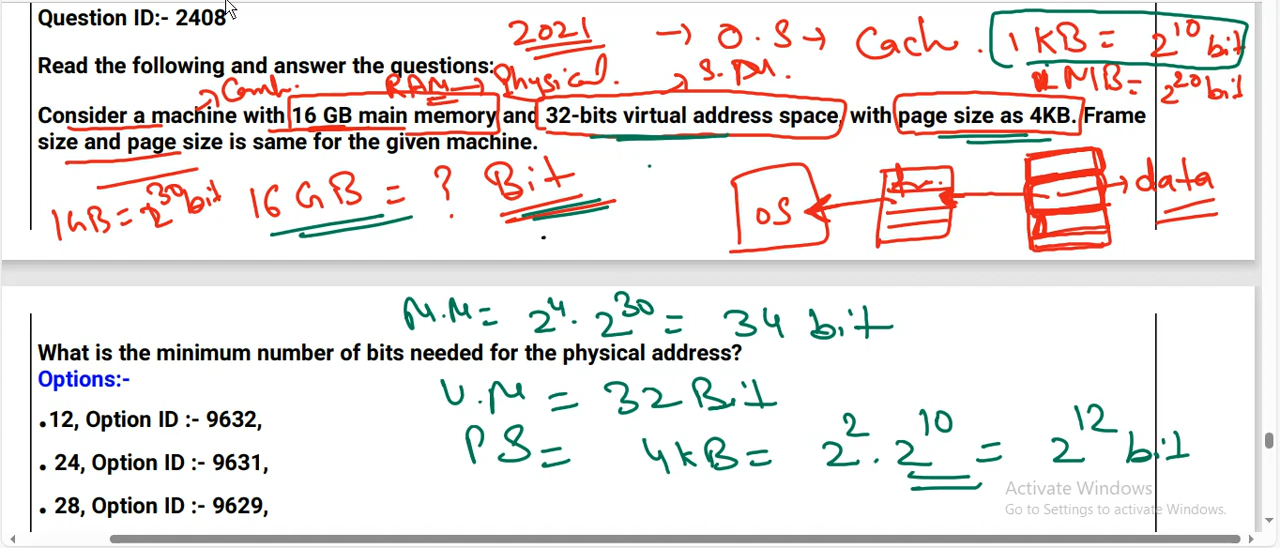 Question ID:- 2408
2021 → O.S → Cach. 1 KB = 2^10 bit
Read the following and answer the questions:
Comb. RAM → Physical. MB = 2^20 bit
Consider a machine with 16 GB main memory and 32-bits virtual address space, with page size as 4KB. Frame
size and page size is same for the given machine.
1GB = 2^30 bit 16 GB = ? Bit OS → data
M.M = 2^4 . 2^30 = 34 bit
What is the minimum number of bits needed for the physical address?
Options:-
V.M = 32 Bit
.12, Option ID :- 9632,
PS = 4KB = 2^2 . 2^10 = 2^12 bit
. 24, Option ID :- 9631,
Activate Windows
. 28, Option ID :- 9629,
Go to Settings to activate Windows.